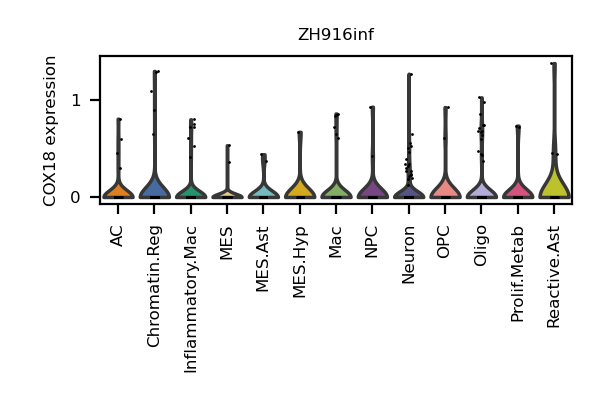 ZH916inf
COX18 expression
1
0
AC
Chromatin.Reg
Inflammatory.Mac
MES
MES.Ast
MES.Hyp
Mac
NPC
Neuron
OPC
Oligo
Prolif.Metab
Reactive.Ast